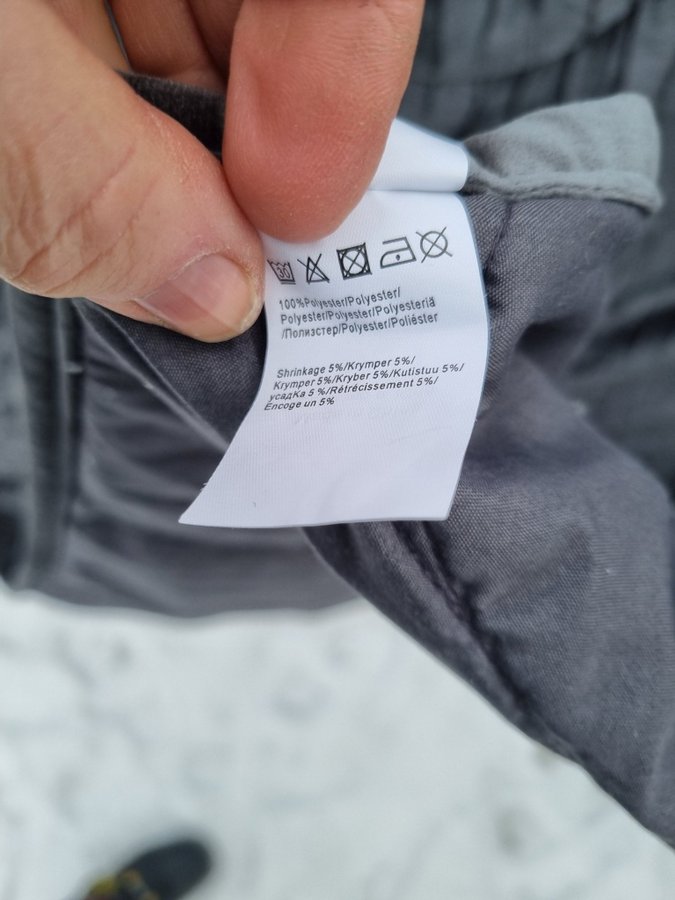 30
100%Polyester/Polyester/
Polyester/Polyester/Polyesteriä
/Полиэстер/Polyester/Poliéster
Shrinkage 5%/Krymper 5%/
Krymper 5%/Kryber 5%/Kutistuu 5%/
усадКа 5 %/Rétrécissement 5%/
Encoge un 5%